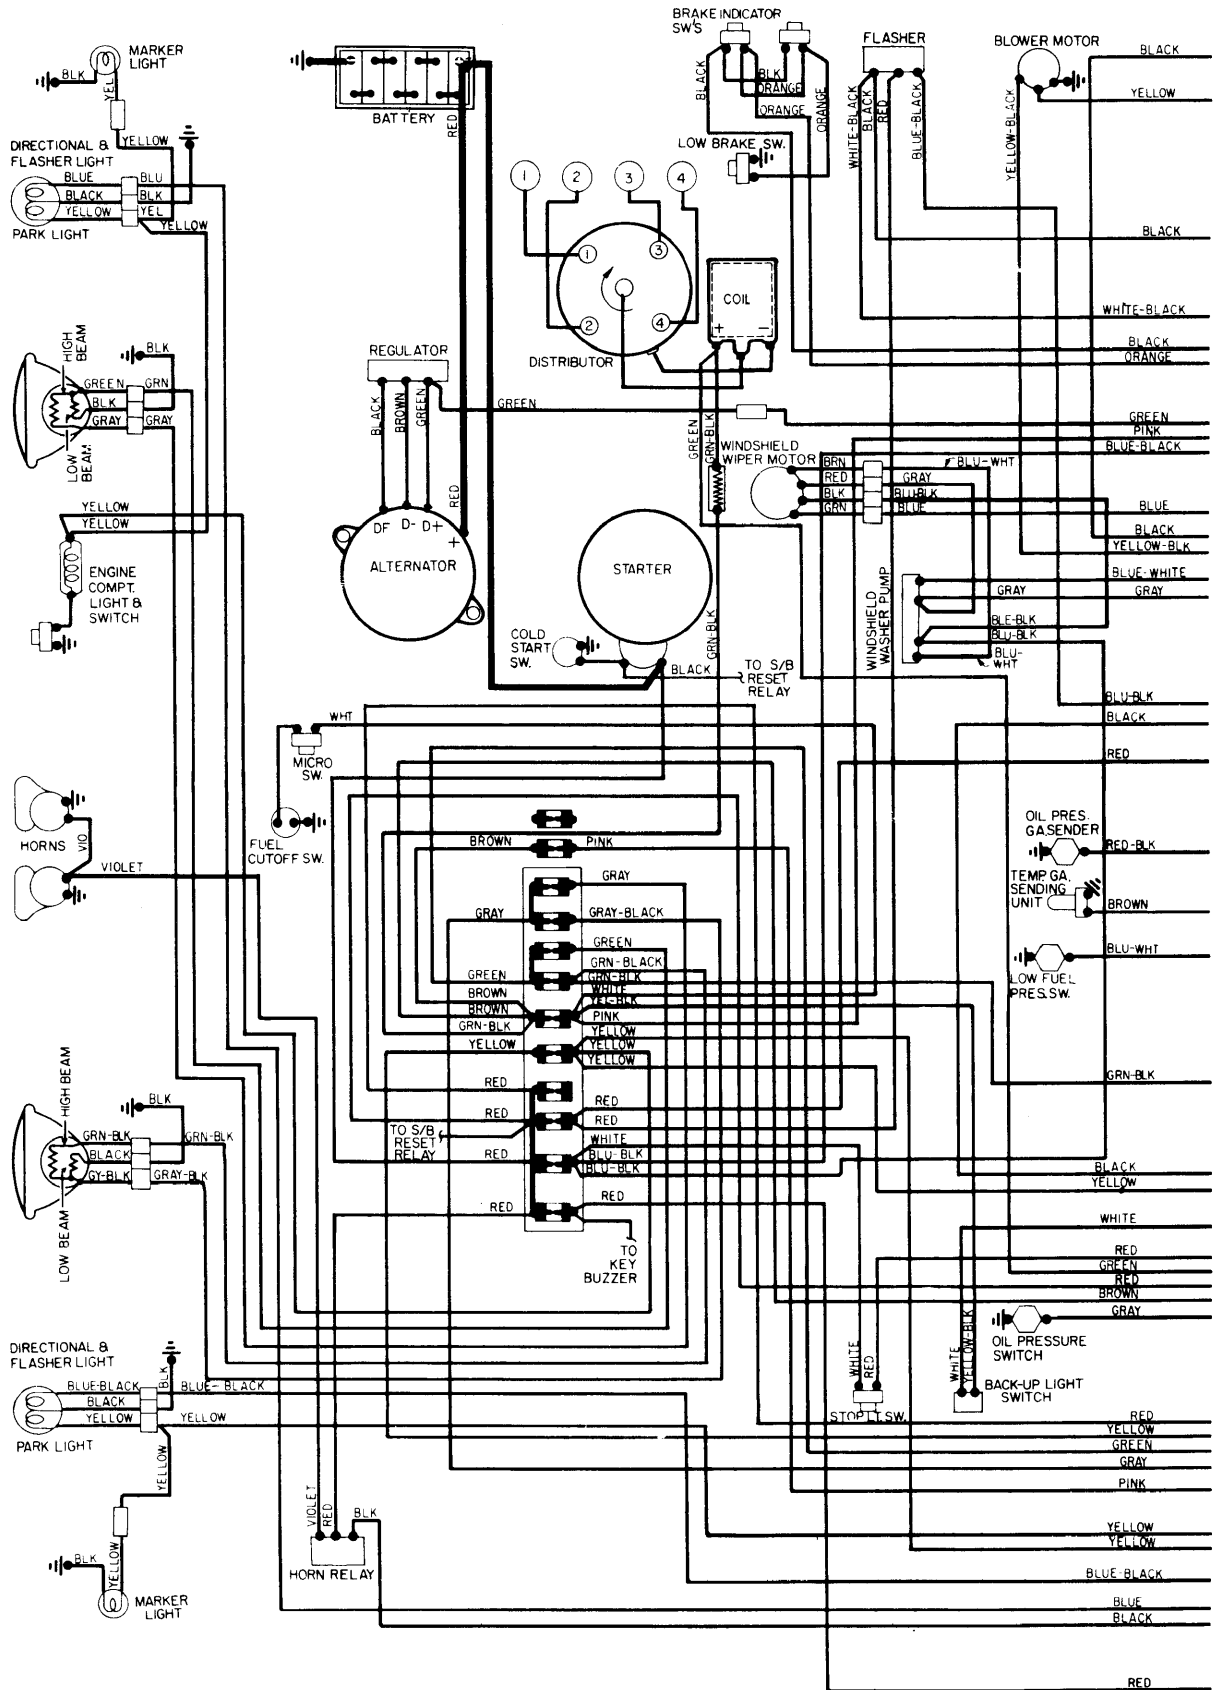 BRAKE INDICATOR
SW'S
MARKER
LIGHT
BLK
YEL
BATTERY
RED
BLACK
BLK
ORANGE
ORANGE
ORANGE
FLASHER
WHITE-BLACK
BLACK
RED
BLUE-BLACK
BLOWER MOTOR
YELLOW-BLACK
BLACK
YELLOW
LOW BRAKE SW.
DIRECTIONAL &
FLASHER LIGHT
YELLOW
BLUE
BLU
BLACK
BLK
YELLOW
YEL
YELLOW
PARK LIGHT
1
2
3
4
1
2
3
4
DISTRIBUTOR
COIL
+
−
BLACK
WHITE-BLACK
BLACK
ORANGE
HIGH
BEAM
BLK
GREEN
GRN
BLK
GRAY
GRAY
LOW
BEAM
REGULATOR
BLACK
BROWN
GREEN
GREEN
GREEN
GRN-BLK
GREEN
PINK
BLUE-BLACK
WINDSHIELD
WIPER MOTOR
BRN
RED
BLK
GRN
BLU-WHT
GRAY
BLU-BLK
BLUE
BLUE
BLACK
YELLOW-BLK
RED
DF
D-
D+
+
ALTERNATOR
STARTER
YELLOW
YELLOW
ENGINE
COMPT.
LIGHT &
SWITCH
WINDSHIELD
WASHER PUMP
BLUE-WHITE
GRAY
GRAY
BLE-BLK
BLU-BLK
BLU-
WHT
GRN-BLK
COLD
START
SW.
BLACK
TO S/B
RESET
RELAY
BLU-BLK
BLACK
WHT
MICRO
SW.
RED
HORNS
VIO
VIOLET
FUEL
CUTOFF SW.
OIL PRES.
GA.SENDER
RED-BLK
TEMP. GA.
SENDING
UNIT
BROWN
BLU-WHT
LOW FUEL
PRES.SW.
BROWN
PINK
GRAY
GRAY
GRAY-BLACK
GREEN
GRN-BLACK
GREEN
GRN-BLK
BROWN
WHITE
BROWN
YEL-BLK
GRN-BLK
PINK
YELLOW
YELLOW
YELLOW
YELLOW
RED
RED
RED
RED
TO S/B
RESET
RELAY
WHITE
RED
BLU-BLK
BLU-BLK
RED
RED
TO
KEY
BUZZER
GRN-BLK
HIGH BEAM
BLK
GRN-BLK
GRN-BLK
BLACK
GY-BLK
GRAY-BLK
LOW BEAM
BLACK
YELLOW
WHITE
RED
GREEN
RED
BROWN
GRAY
OIL PRESSURE
SWITCH
WHITE
YELLOW-BLK
BACK-UP LIGHT
SWITCH
WHITE
RED
STOP LT. SW.
DIRECTIONAL &
FLASHER LIGHT
BLK
BLUE-BLACK
BLUE-BLACK
BLACK
YELLOW
YELLOW
PARK LIGHT
YELLOW
RED
YELLOW
GREEN
GRAY
PINK
VIOLET
RED
BLK
HORN RELAY
YELLOW
YELLOW
BLK
YELLOW
MARKER
LIGHT
BLUE-BLACK
BLUE
BLACK
RED